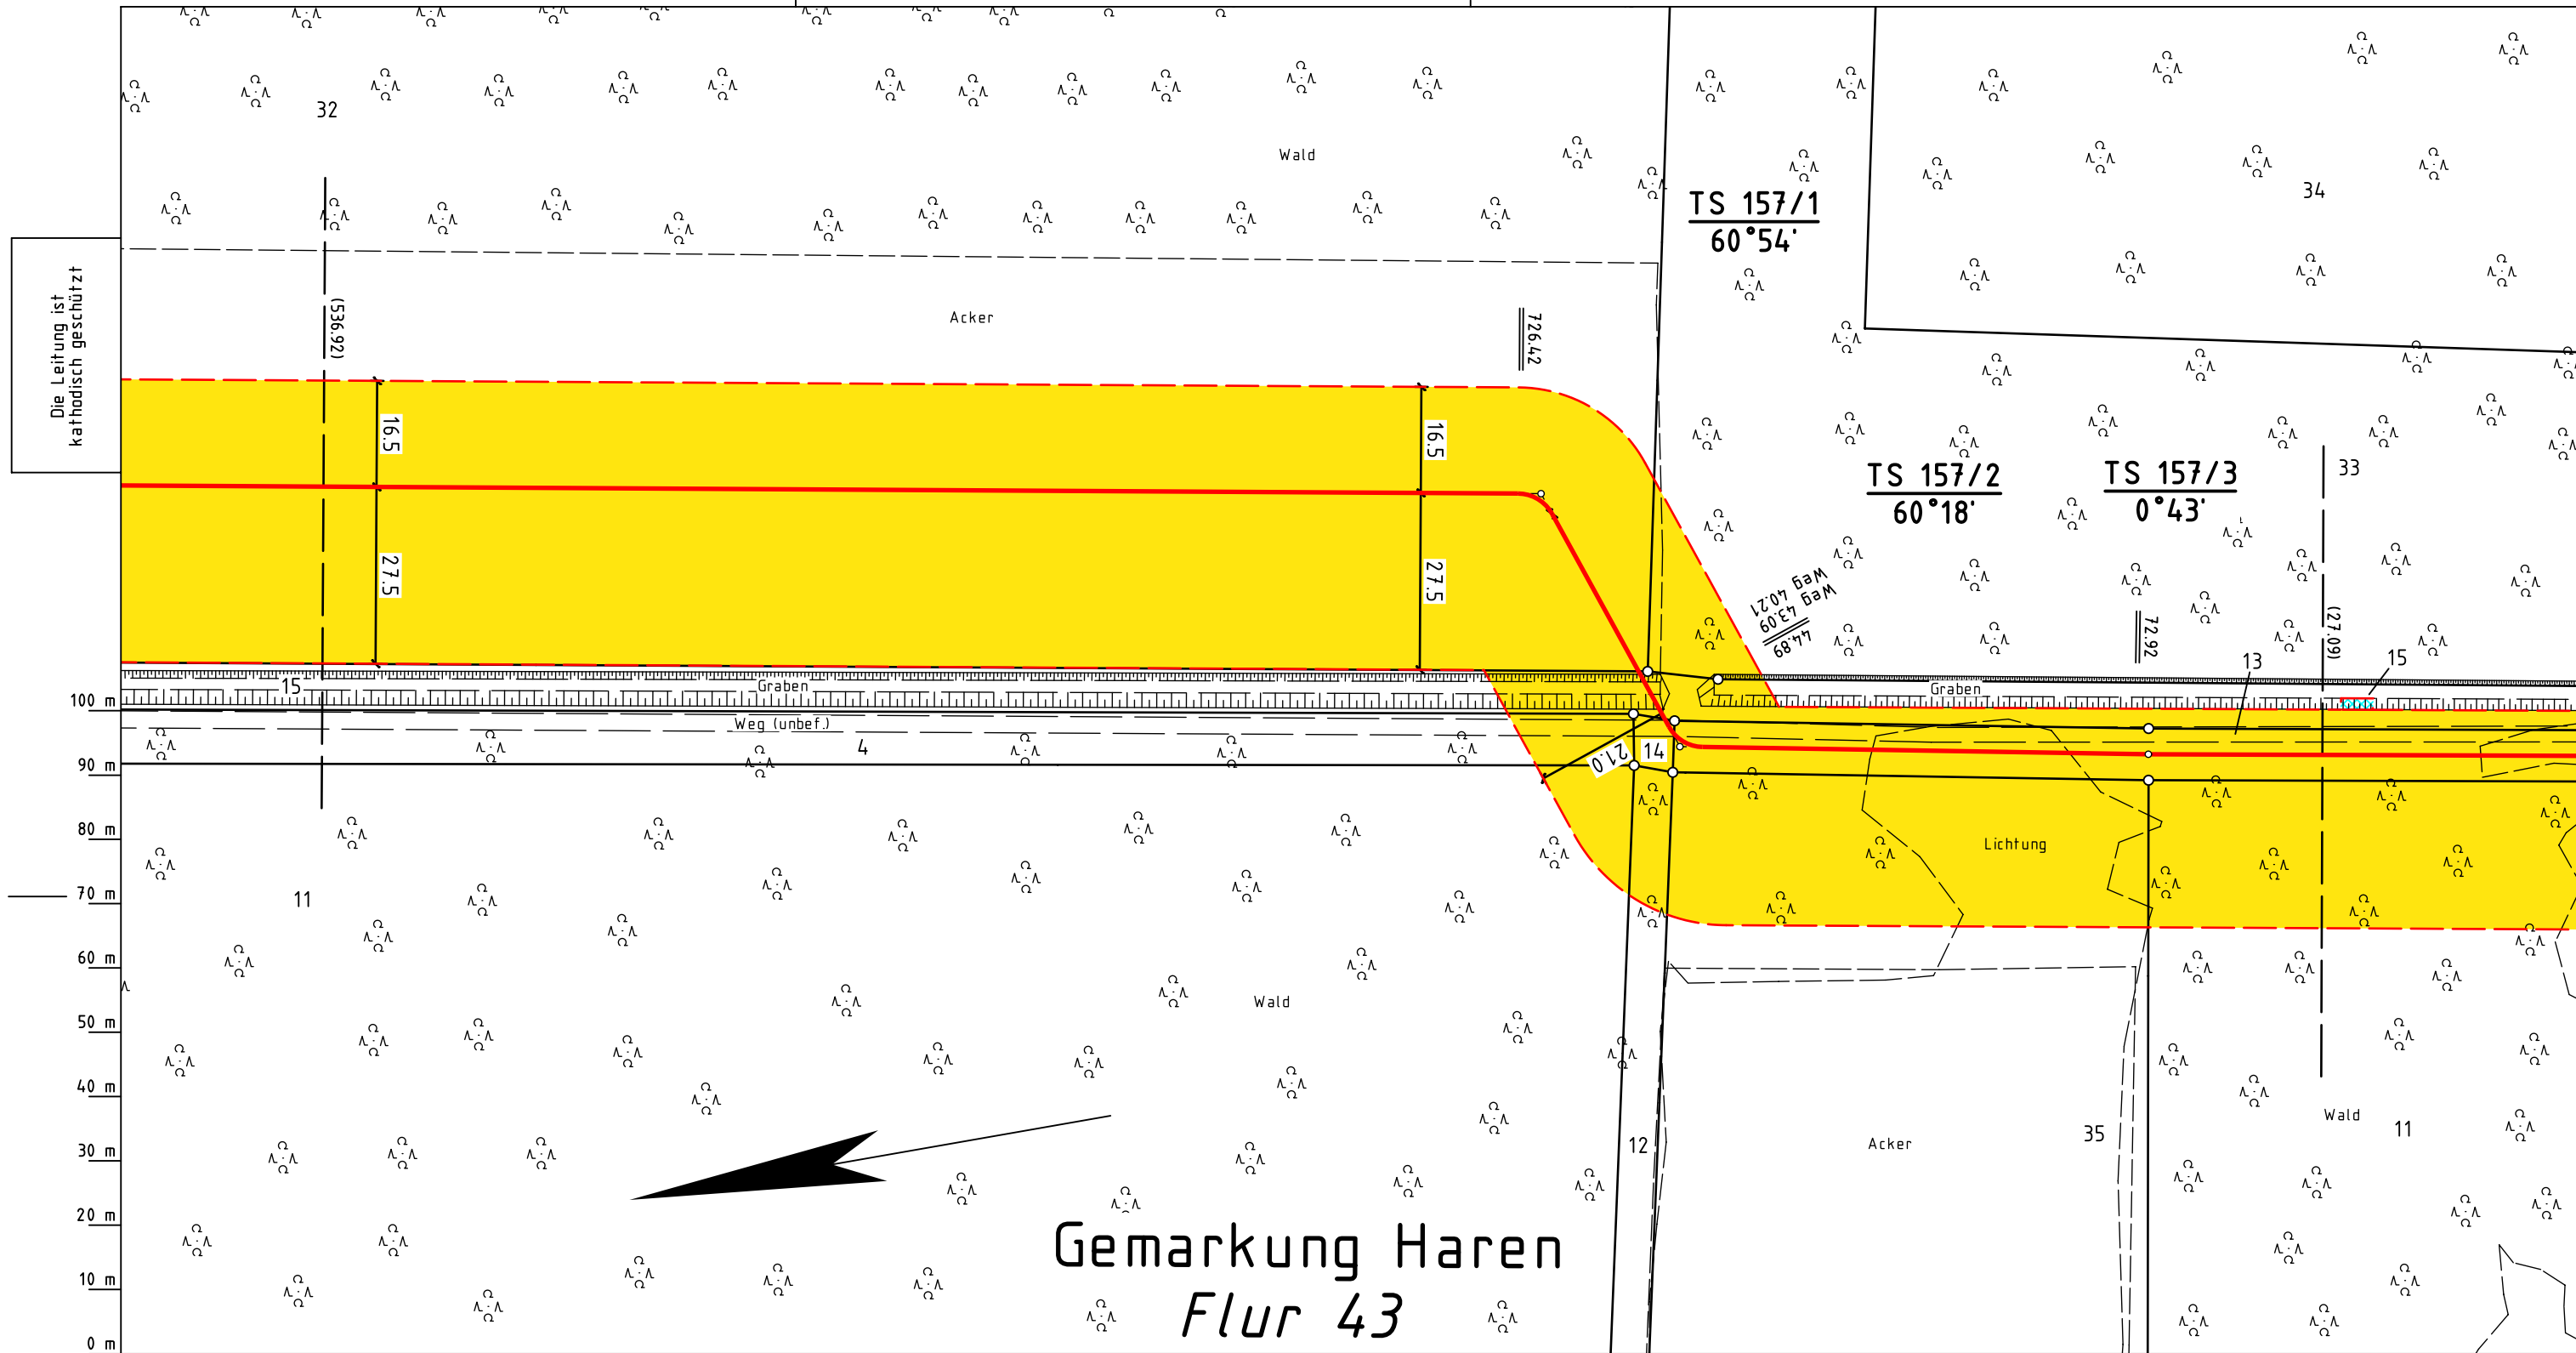 32
Wald
34
TS 157/1
60°54'
Die Leitung ist
kathodisch geschützt
(536.92)
Acker
726.42
16.5
16.5
TS 157/2
60°18'
TS 157/3
0°43'
33
27.5
27.5
Weg 40.21
Weg 43.09
44.89
72.92
(27.09)
13
15
15
Graben
Graben
100 m
Weg (unbef.)
4
21.0
14
90 m
80 m
Lichtung
70 m
11
60 m
Wald
50 m
40 m
30 m
12
Acker
35
Wald
11
20 m
Gemarkung Haren
10 m
Flur 43
0 m